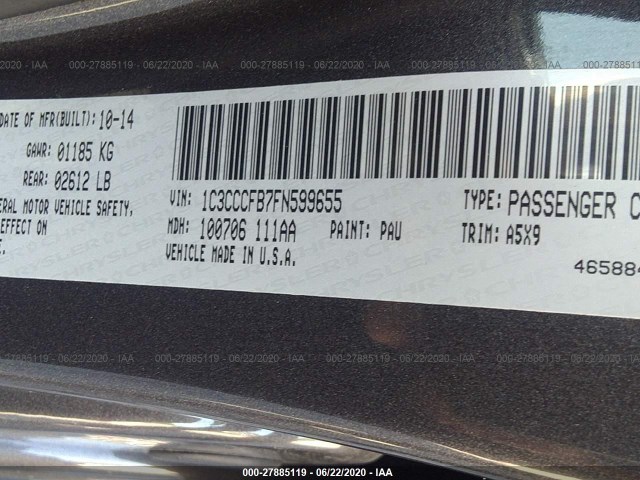 000-27885119 - 06/22/2020 - IAA
DATE OF MFR(BUILT): 10-14
GAWR: 01185 KG
REAR: 02612 LB
ERAL MOTOR VEHICLE SAFETY,
EFFECT ON
E.
VIN: 1C3CCCFB7FN599655
TYPE: PASSENGER C
MDH: 100706 111AA PAINT: PAU
TRIM: A5X9
VEHICLE MADE IN U.S.A.
46588
000-27885119 - 06/22/2020 - IAA
000-27885119 - 06/22/2020 - IAA